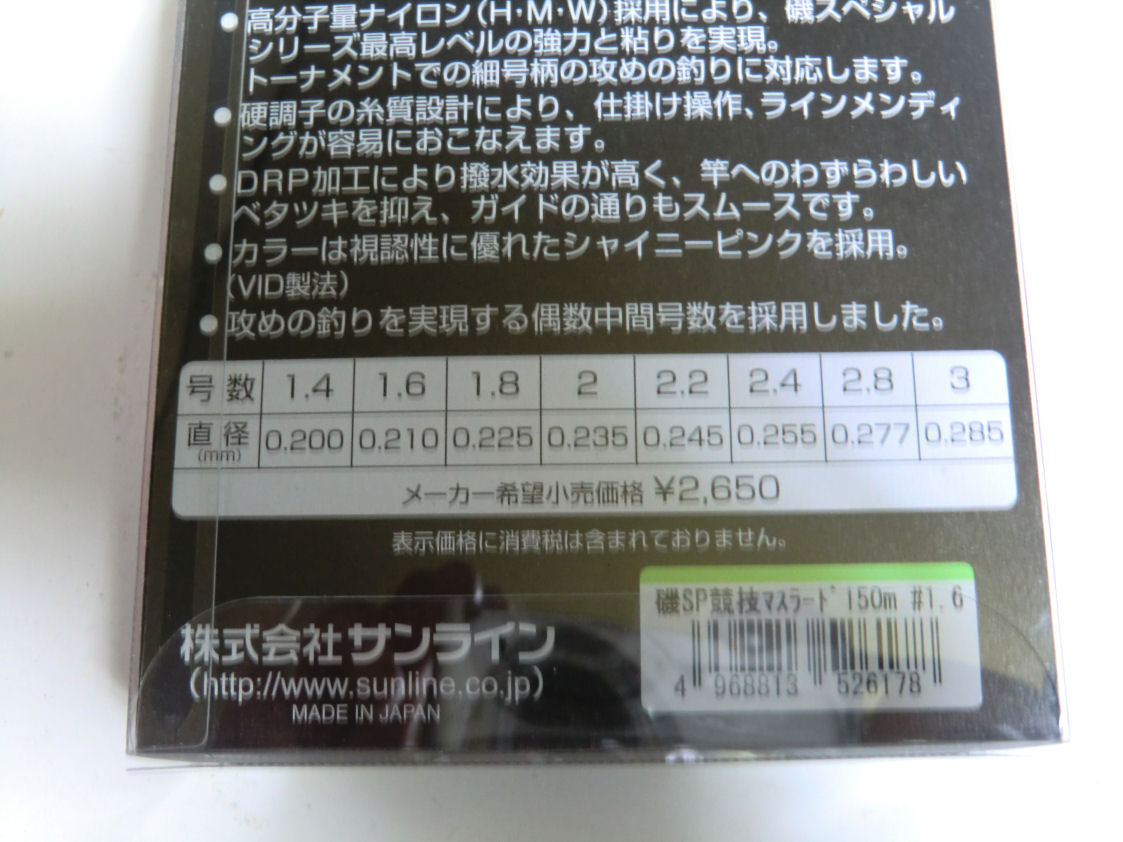 ●高分子量ナイロン(H・M・W)採用により、磯スペシャル
シリーズ最高レベルの強力と粘りを実現。
トーナメントでの細号柄の攻めの釣りに対応します。
●硬調子の糸質設計により、仕掛け操作、ラインメンディ
ングが容易におこなえます。
●DRP加工により撥水効果が高く、竿へのわずらわしい
ベタツキを抑え、ガイドの通りもスムースです。
●カラーは視認性に優れたシャイニーピンクを採用。
(VID製法)
●攻めの釣りを実現する偶数中間号数を採用しました。
号数 1.4 1.6 1.8 2 2.2 2.4 2.8 3
直径(mm) 0.200 0.210 0.225 0.235 0.245 0.255 0.277 0.285
メーカー希望小売価格 ¥2,650
表示価格に消費税は含まれておりません。
磯SP競技マスラード 150m #1.6
4 968813 526178
株式会社サンライン
(http://www.sunline.co.jp)
MADE IN JAPAN